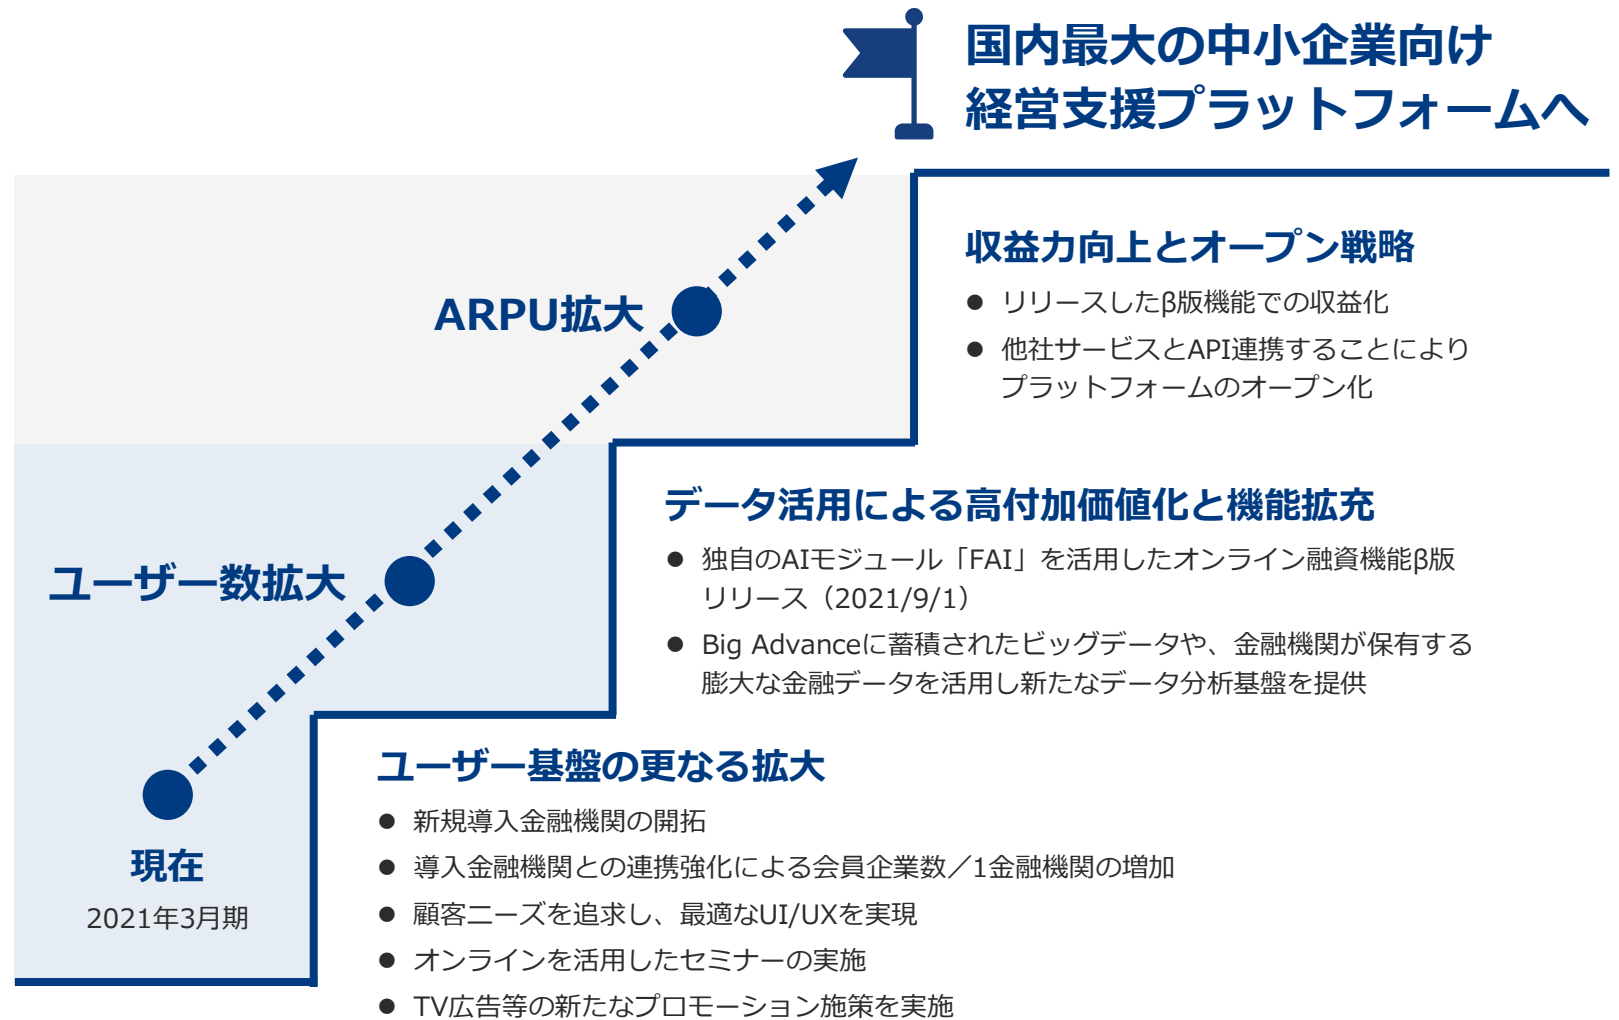 国内最大の中小企業向け
経営支援プラットフォームへ
収益力向上とオープン戦略
● リリースしたβ版機能での収益化
● 他社サービスとAPI連携することにより
プラットフォームのオープン化
ARPU拡大
データ活用による高付加価値化と機能拡充
● 独自のAIモジュール「FAI」を活用したオンライン融資機能β版
リリース（2021/9/1）
● Big Advanceに蓄積されたビッグデータや、金融機関が保有する
膨大な金融データを活用し新たなデータ分析基盤を提供
ユーザー数拡大
ユーザー基盤の更なる拡大
● 新規導入金融機関の開拓
● 導入金融機関との連携強化による会員企業数／1金融機関の増加
● 顧客ニーズを追求し、最適なUI/UXを実現
● オンラインを活用したセミナーの実施
● TV広告等の新たなプロモーション施策を実施
現在
2021年3月期